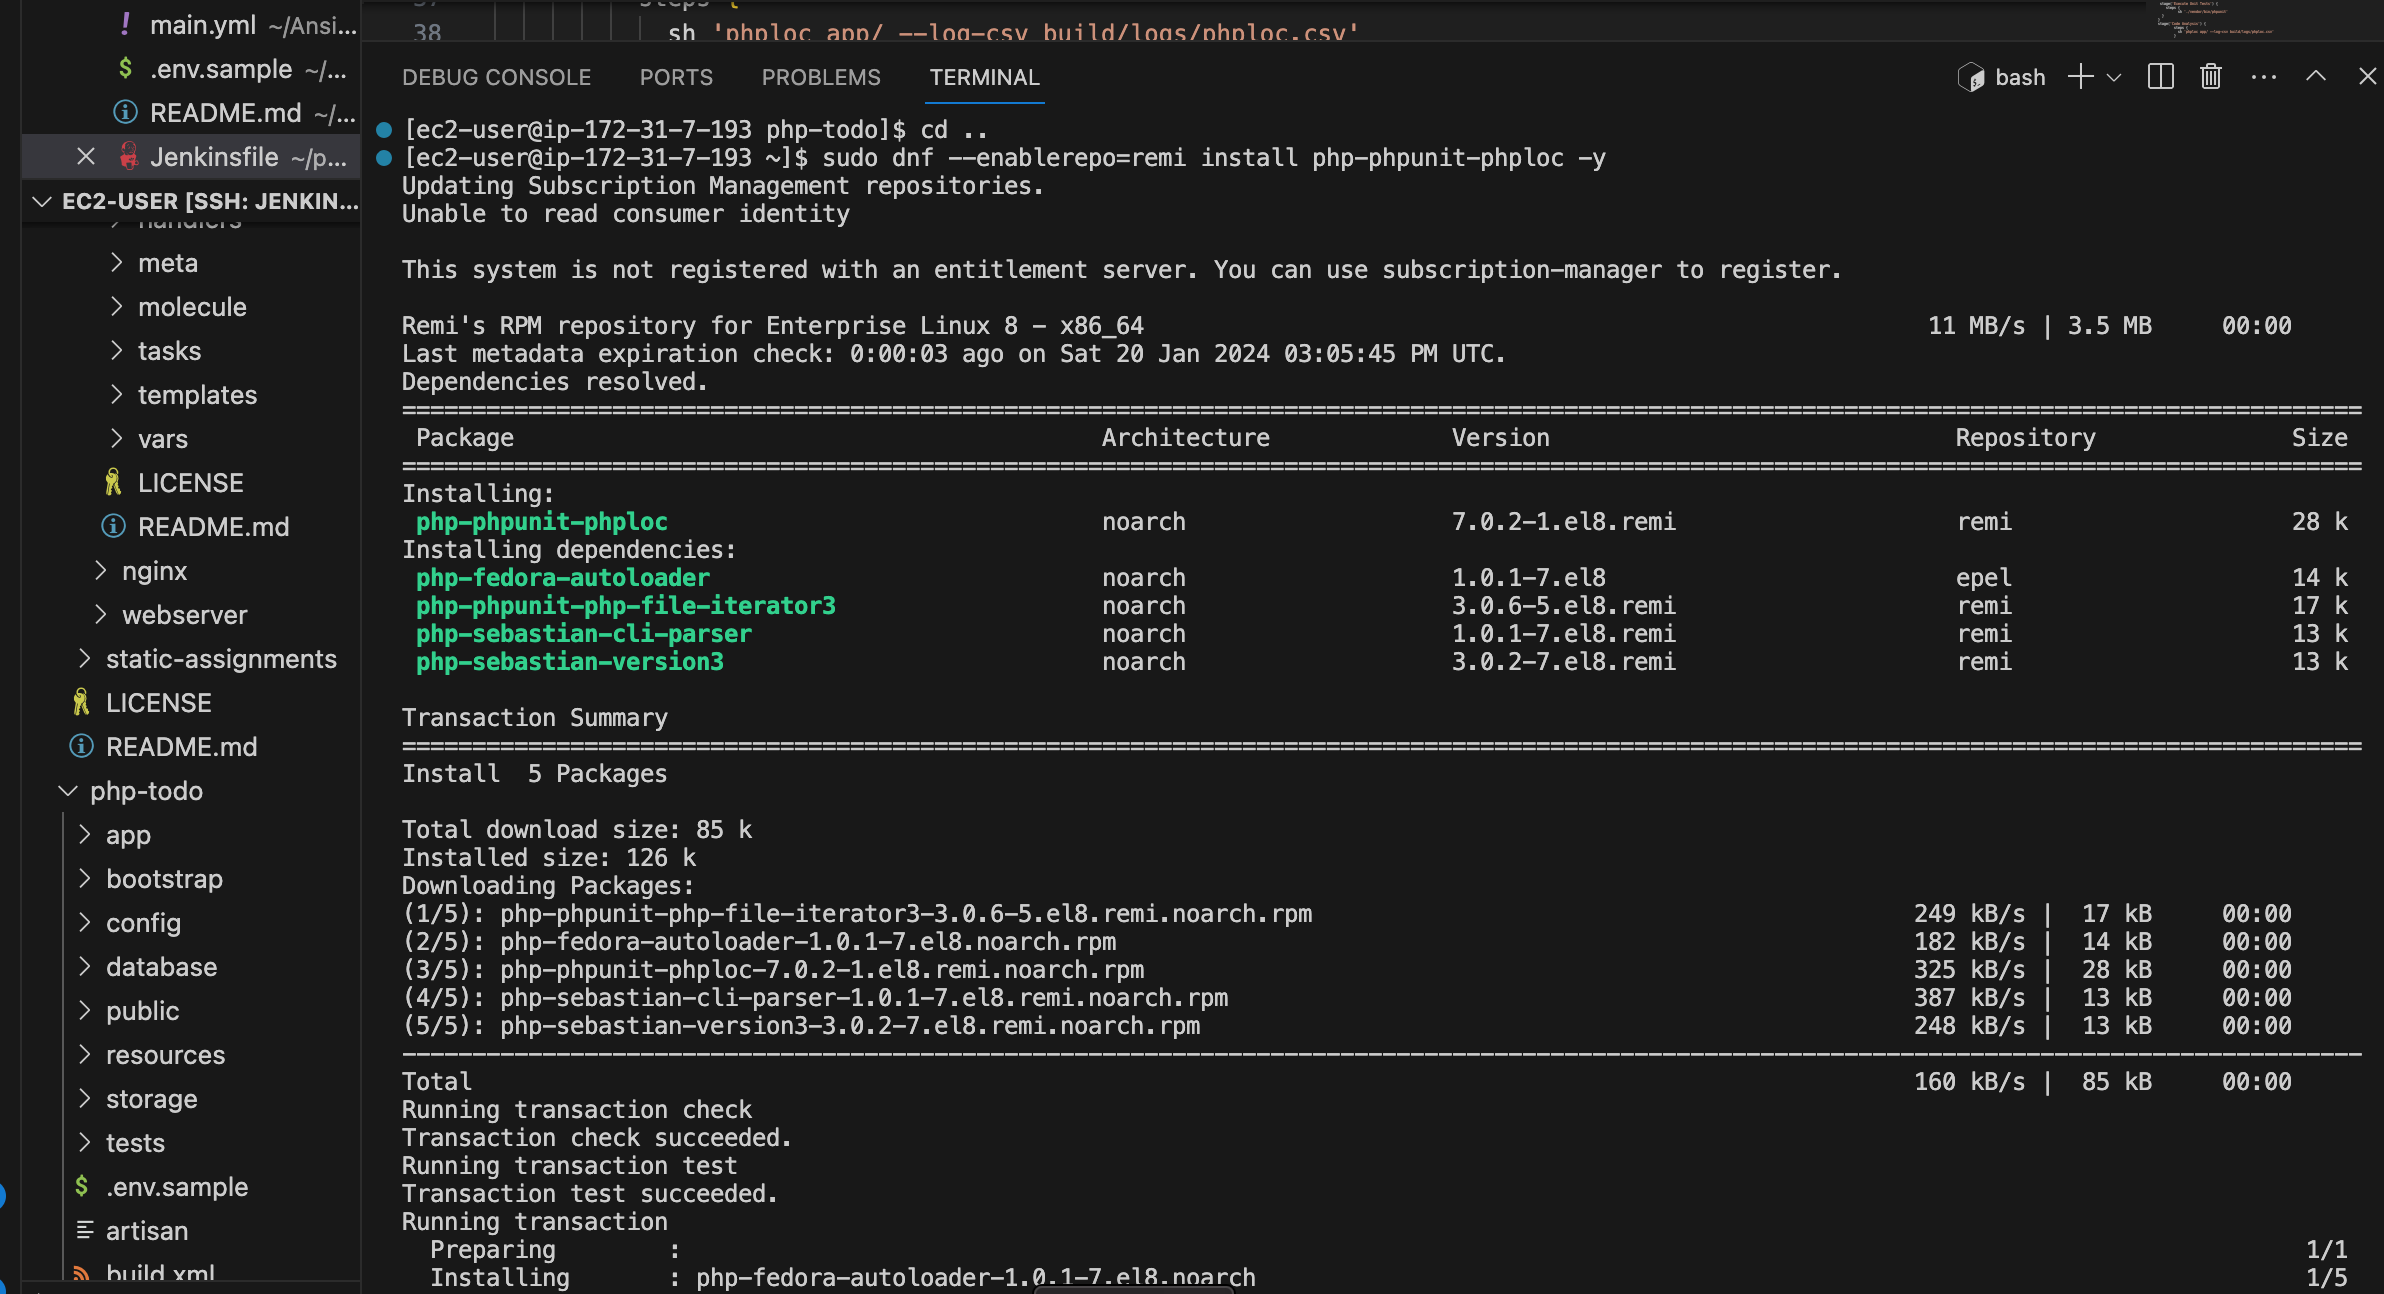 main.yml ~/Ansi...
.env.sample ~/...
README.md ~/...
Jenkinsfile ~/p...
EC2-USER [SSH: JENKIN...
handlers
meta
molecule
tasks
templates
vars
LICENSE
README.md
nginx
webserver
static-assignments
LICENSE
README.md
php-todo
app
bootstrap
config
database
public
resources
storage
tests
.env.sample
artisan
build.xml
37 steps {
38 sh 'phploc app/ --log-csv build/logs/phploc.csv'
DEBUG CONSOLE PORTS PROBLEMS TERMINAL bash
[ec2-user@ip-172-31-7-193 php-todo]$ cd ..
[ec2-user@ip-172-31-7-193 ~]$ sudo dnf --enablerepo=remi install php-phpunit-phploc -y
Updating Subscription Management repositories.
Unable to read consumer identity
This system is not registered with an entitlement server. You can use subscription-manager to register.
Remi's RPM repository for Enterprise Linux 8 - x86_64 11 MB/s | 3.5 MB 00:00
Last metadata expiration check: 0:00:03 ago on Sat 20 Jan 2024 03:05:45 PM UTC.
Dependencies resolved.
Package Architecture Version Repository Size
Installing:
php-phpunit-phploc noarch 7.0.2-1.el8.remi remi 28 k
Installing dependencies:
php-fedora-autoloader noarch 1.0.1-7.el8 epel 14 k
php-phpunit-php-file-iterator3 noarch 3.0.6-5.el8.remi remi 17 k
php-sebastian-cli-parser noarch 1.0.1-7.el8.remi remi 13 k
php-sebastian-version3 noarch 3.0.2-7.el8.remi remi 13 k
Transaction Summary
Install 5 Packages
Total download size: 85 k
Installed size: 126 k
Downloading Packages:
(1/5): php-phpunit-php-file-iterator3-3.0.6-5.el8.remi.noarch.rpm 249 kB/s | 17 kB 00:00
(2/5): php-fedora-autoloader-1.0.1-7.el8.noarch.rpm 182 kB/s | 14 kB 00:00
(3/5): php-phpunit-phploc-7.0.2-1.el8.remi.noarch.rpm 325 kB/s | 28 kB 00:00
(4/5): php-sebastian-cli-parser-1.0.1-7.el8.remi.noarch.rpm 387 kB/s | 13 kB 00:00
(5/5): php-sebastian-version3-3.0.2-7.el8.remi.noarch.rpm 248 kB/s | 13 kB 00:00
Total 160 kB/s | 85 kB 00:00
Running transaction check
Transaction check succeeded.
Running transaction test
Transaction test succeeded.
Running transaction
Preparing : 1/1
Installing : php-fedora-autoloader-1.0.1-7.el8.noarch 1/5